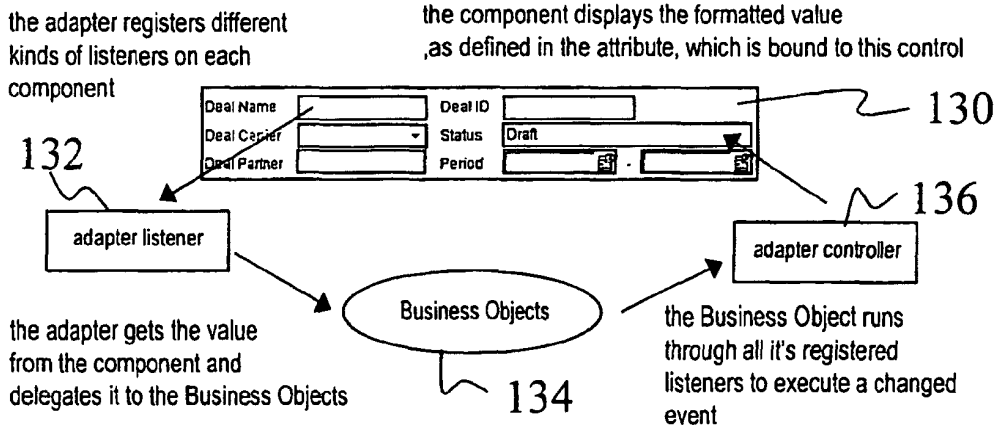 the adapter registers different
kinds of listeners on each
component
the component displays the formatted value
,as defined in the attribute, which is bound to this control
Deal Name
Deal ID
130
Deal Carrier
Status
Draft
Deal Partner
Period
-
132
136
adapter listener
adapter controller
Business Objects
134
the adapter gets the value
from the component and
delegates it to the Business Objects
the Business Object runs
through all it's registered
listeners to execute a changed
event